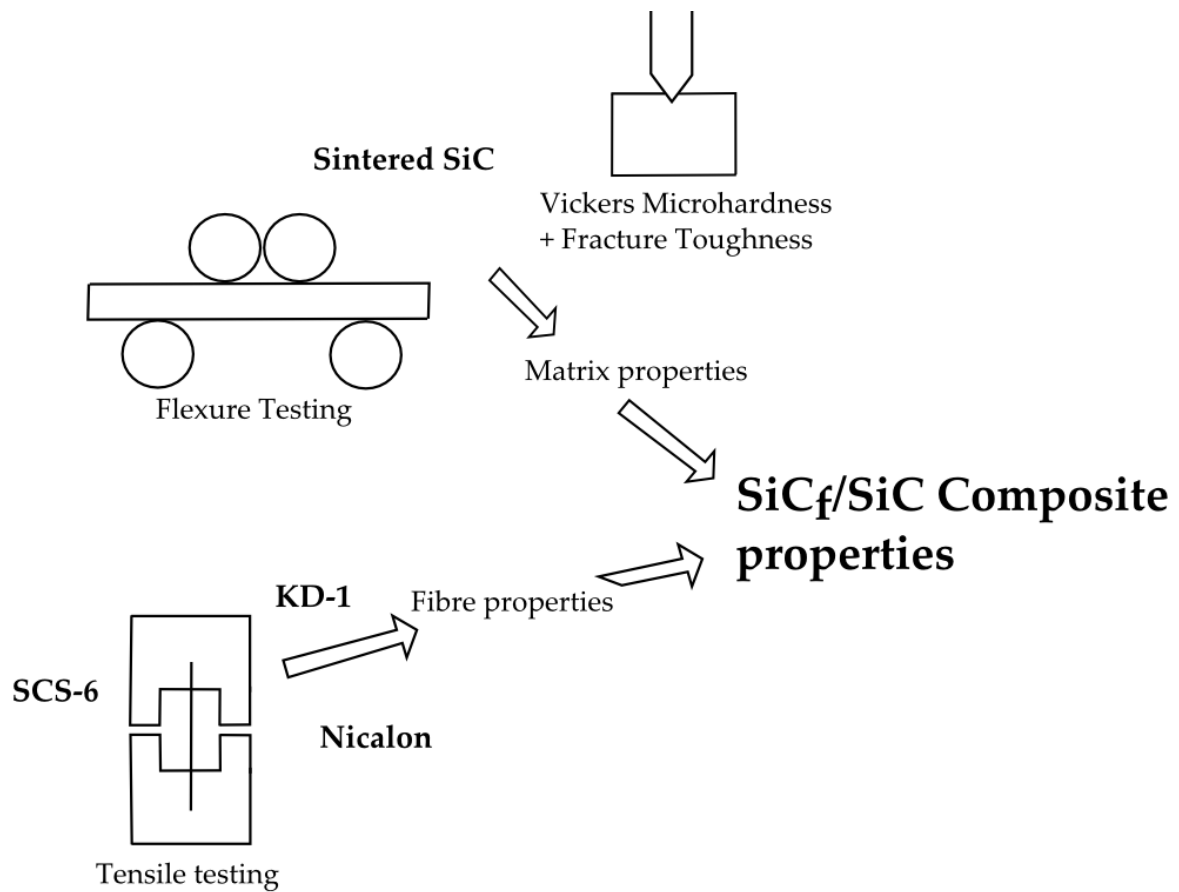 Sintered SiC
Vickers Microhardness
+ Fracture Toughness
Flexure Testing
Matrix properties
SiCf/SiC Composite
properties
KD-1
Fibre properties
SCS-6
Nicalon
Tensile testing